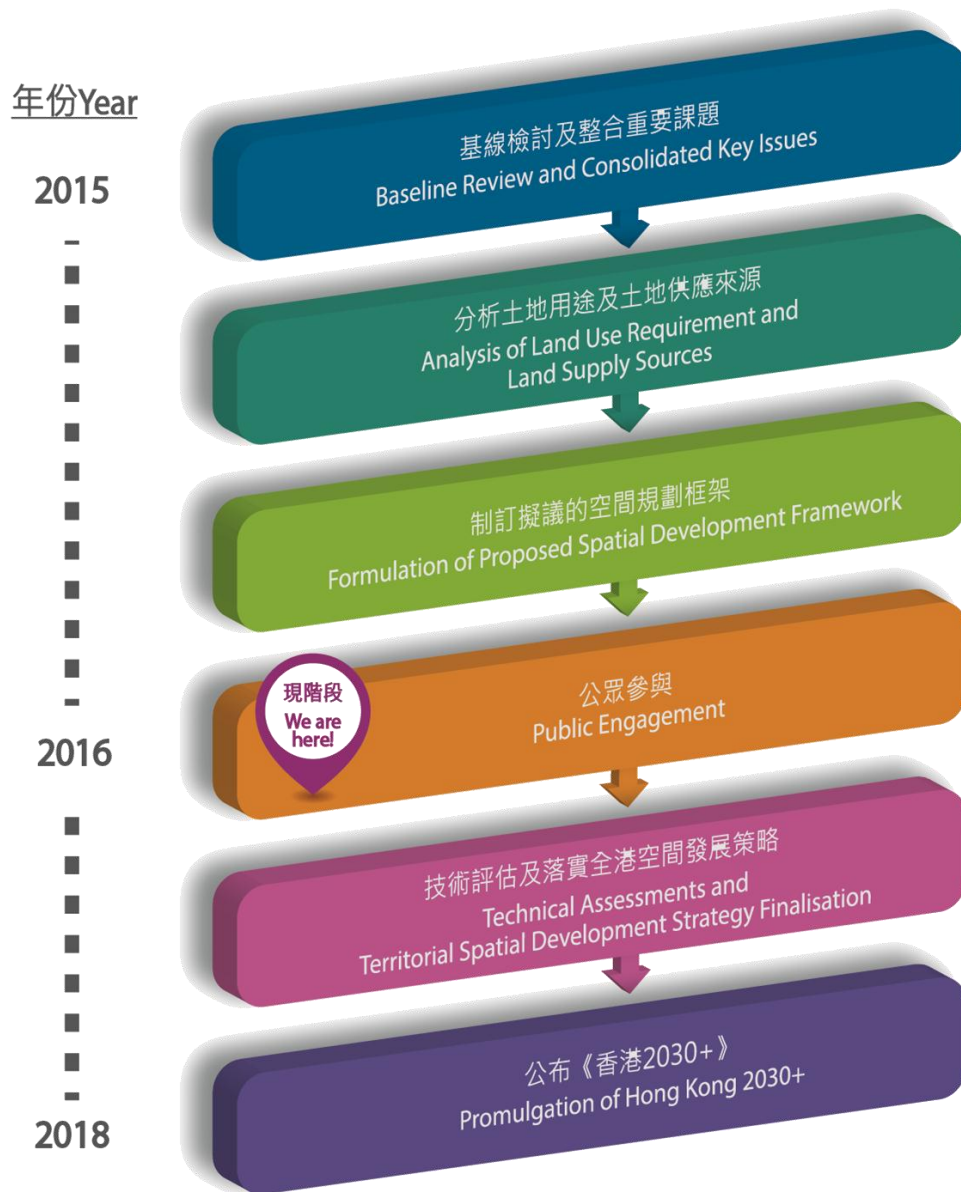 年份Year
2015
基線檢討及整合重要課題
Baseline Review and Consolidated Key Issues
分析土地用途及土地供應來源
Analysis of Land Use Requirement and
Land Supply Sources
制訂擬議的空間規劃框架
Formulation of Proposed Spatial Development Framework
現階段
We are
here!
公眾參與
Public Engagement
2016
技術評估及落實全港空間發展策略
Technical Assessments and
Territorial Spatial Development Strategy Finalisation
公布《香港2030+》
Promulgation of Hong Kong 2030+
2018